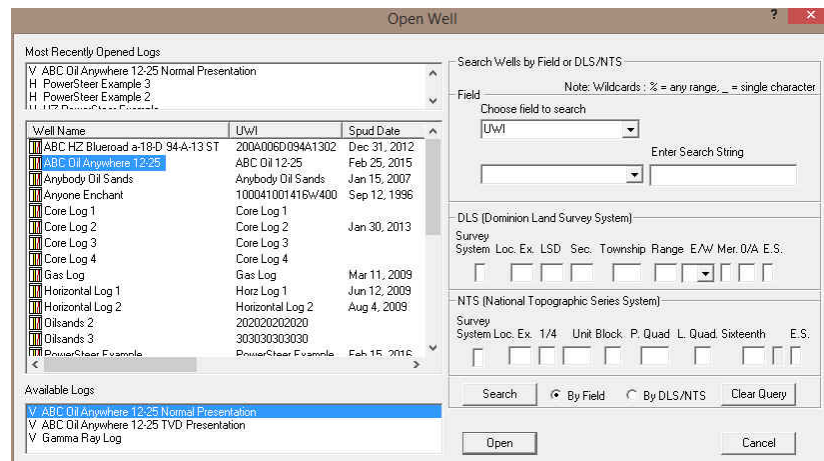 Open Well
Most Recently Opened Logs
V ABC Oil Anywhere 12-25 Normal Presentation
H PowerSteer Example 3
H PowerSteer Example 2
Well Name UWI Spud Date
ABC HZ Blueroad a-18-D 94-A-13 ST 200A006D094A1302 Dec 31, 2012
ABC Oil Anywhere 12-25 ABC Oil 12-25 Feb 25, 2015
Anybody Oil Sands Anybody Oil Sands Jan 15, 2007
Anyone Enchant 100041001416W400 Sep 12, 1996
Core Log 1 Core Log 1
Core Log 2 Core Log 2 Jan 30, 2013
Core Log 3 Core Log 3
Core Log 4 Core Log 4
Gas Log Gas Log Mar 11, 2009
Horizontal Log 1 Horz Log 1 Jun 12, 2009
Horizontal Log 2 Horizontal Log 2 Aug 4, 2009
Oilsands 2 202020202020
Oilsands 3 303030303030
PowerSteer Example PowerSteer Example Feb 15, 2016
Available Logs
V ABC Oil Anywhere 12-25 Normal Presentation
V ABC Oil Anywhere 12-25 TVD Presentation
V Gamma Ray Log
Search Wells by Field or DLS/NTS
Note: Wildcards : % = any range, _ = single character
Field
Choose field to search
UWI
Enter Search String
DLS (Dominion Land Survey System)
Survey
System Loc. Ex. LSD Sec. Township Range E/W Mer. 0/A E.S.
NTS (National Topographic Series System)
Survey
System Loc. Ex. 1/4 Unit Block P. Quad L. Quad. Sixteenth E.S.
Search By Field By DLS/NTS Clear Query
Open Cancel